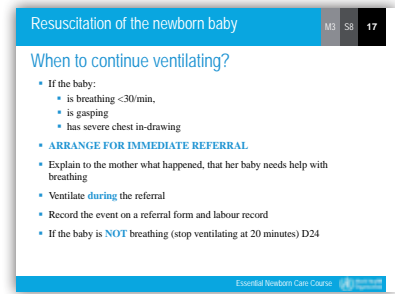 Resuscitation of the newborn baby
M3 S8 17
When to continue ventilating?
▪ If the baby:
▪ is breathing <30/min,
▪ is gasping
▪ has severe chest in-drawing
▪ ARRANGE FOR IMMEDIATE REFERRAL
▪ Explain to the mother what happened, that her baby needs help with
breathing
▪ Ventilate during the referral
▪ Record the event on a referral form and labour record
▪ If the baby is NOT breathing (stop ventilating at 20 minutes) D24
Essential Newborn Care Course